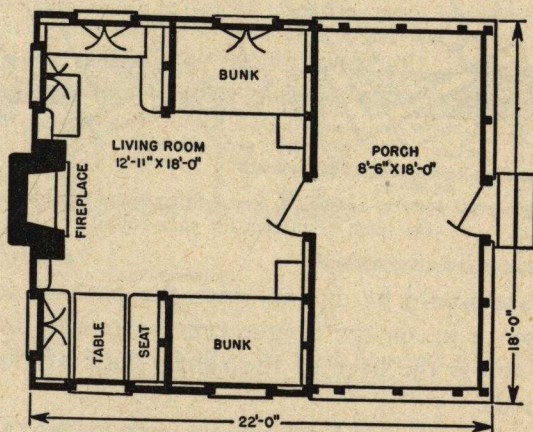 BUNK
LIVING ROOM
12'-11" X 18'-0"
PORCH
8'-6" X 18'-0"
FIREPLACE
TABLE
SEAT
BUNK
18'-0"
22'-0"